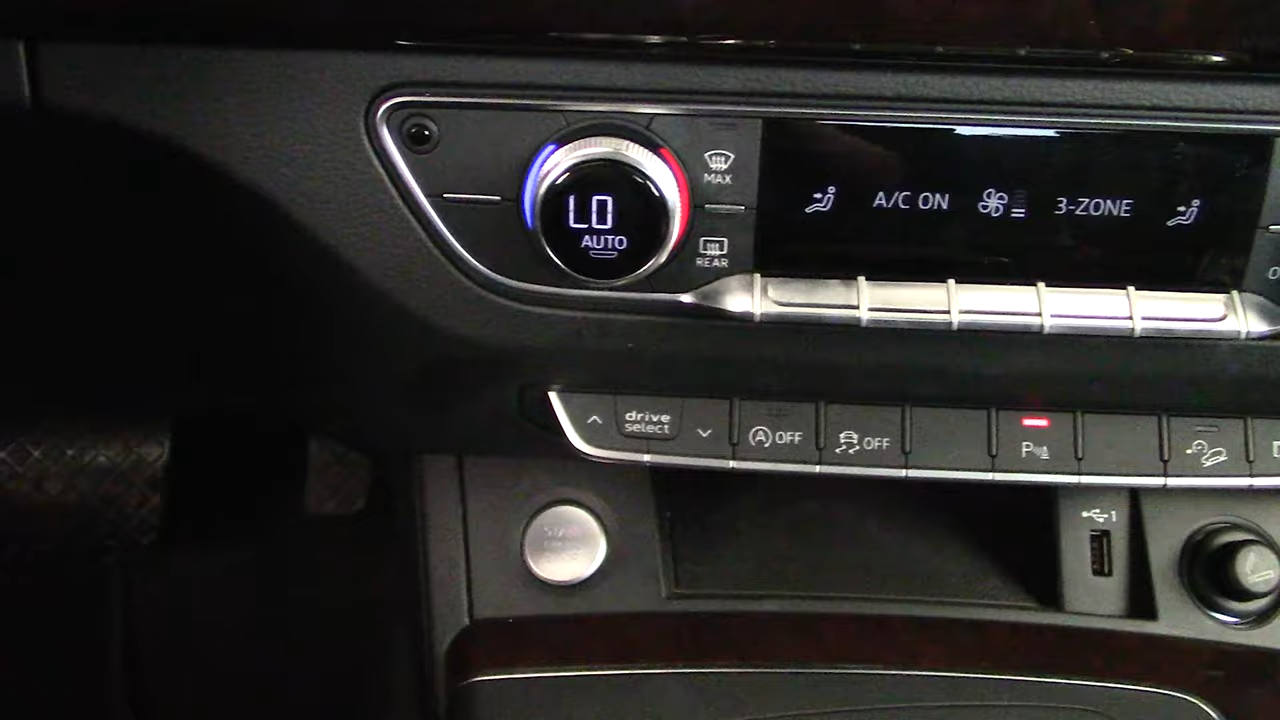 LO
AUTO
MAX
REAR
A/C ON
3-ZONE
drive
select
A OFF
OFF
P
1